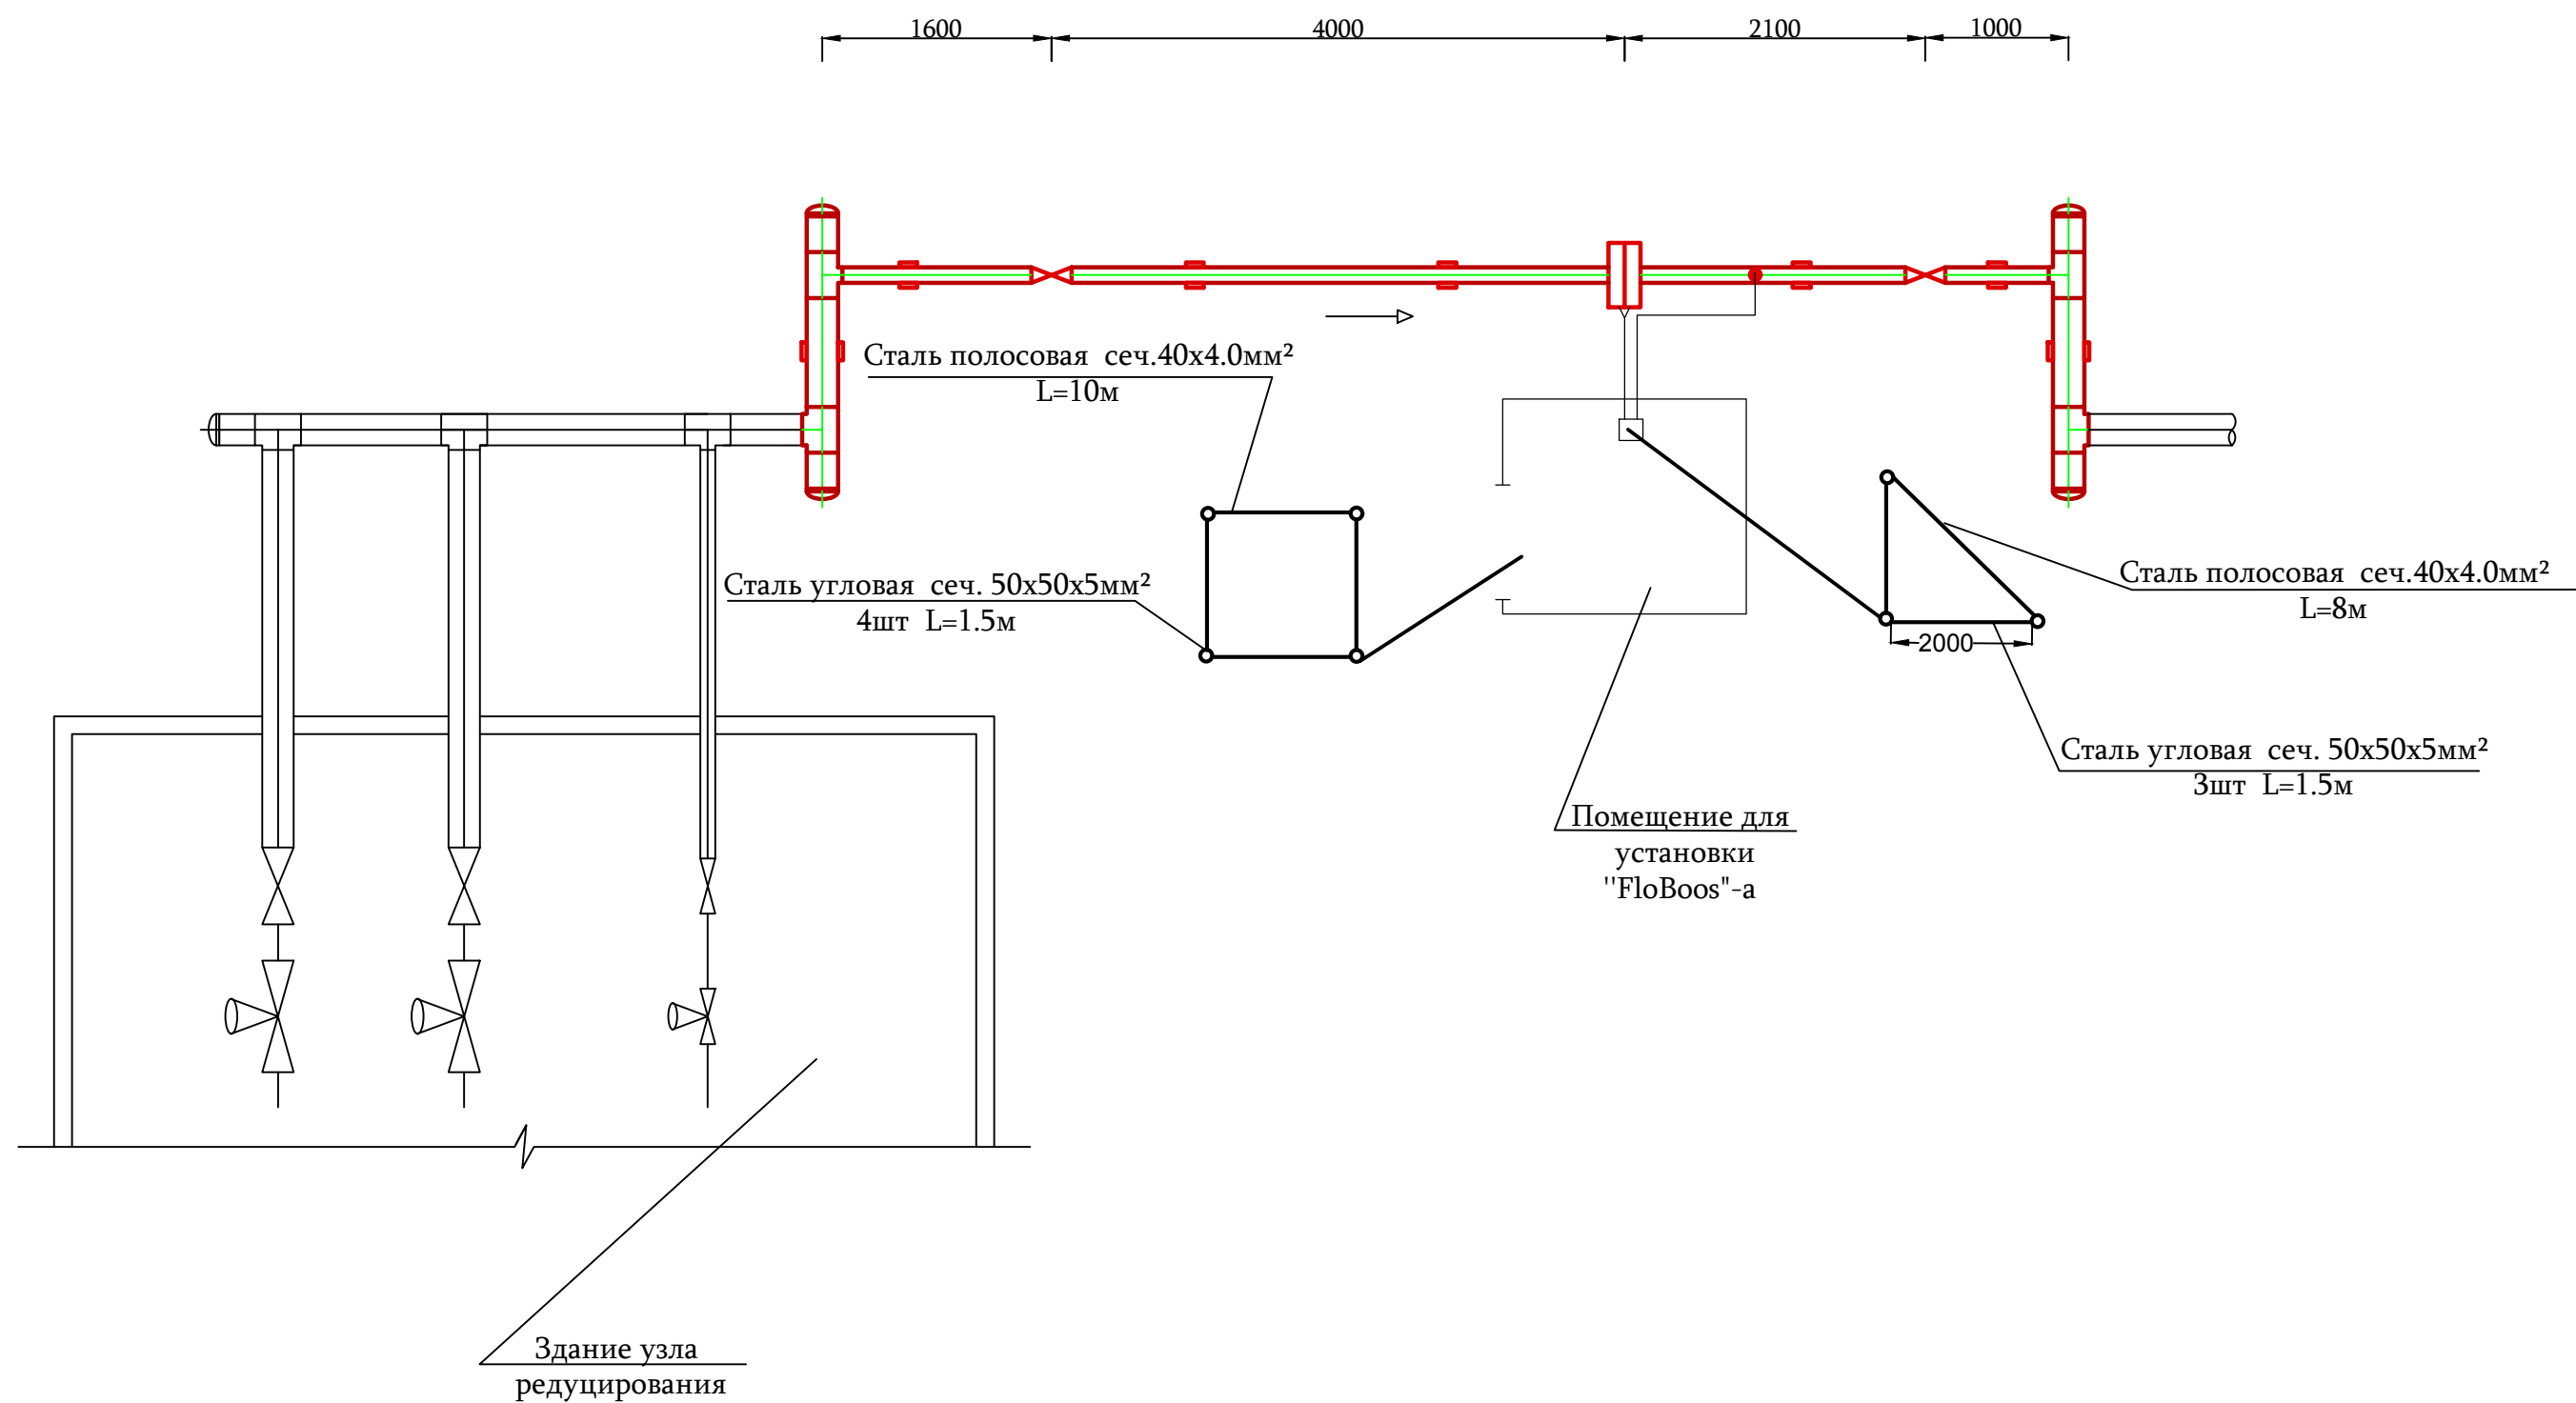 1600
4000
2100
1000
Сталь полосовая сеч.40х4.0мм²
L=10м
Сталь угловая сеч. 50х50х5мм²
4шт L=1.5м
Сталь полосовая сеч.40х4.0мм²
L=8м
2000
Сталь угловая сеч. 50х50х5мм²
3шт L=1.5м
Помещение для
установки
''FloBoos"-а
Здание узла
редуцирования